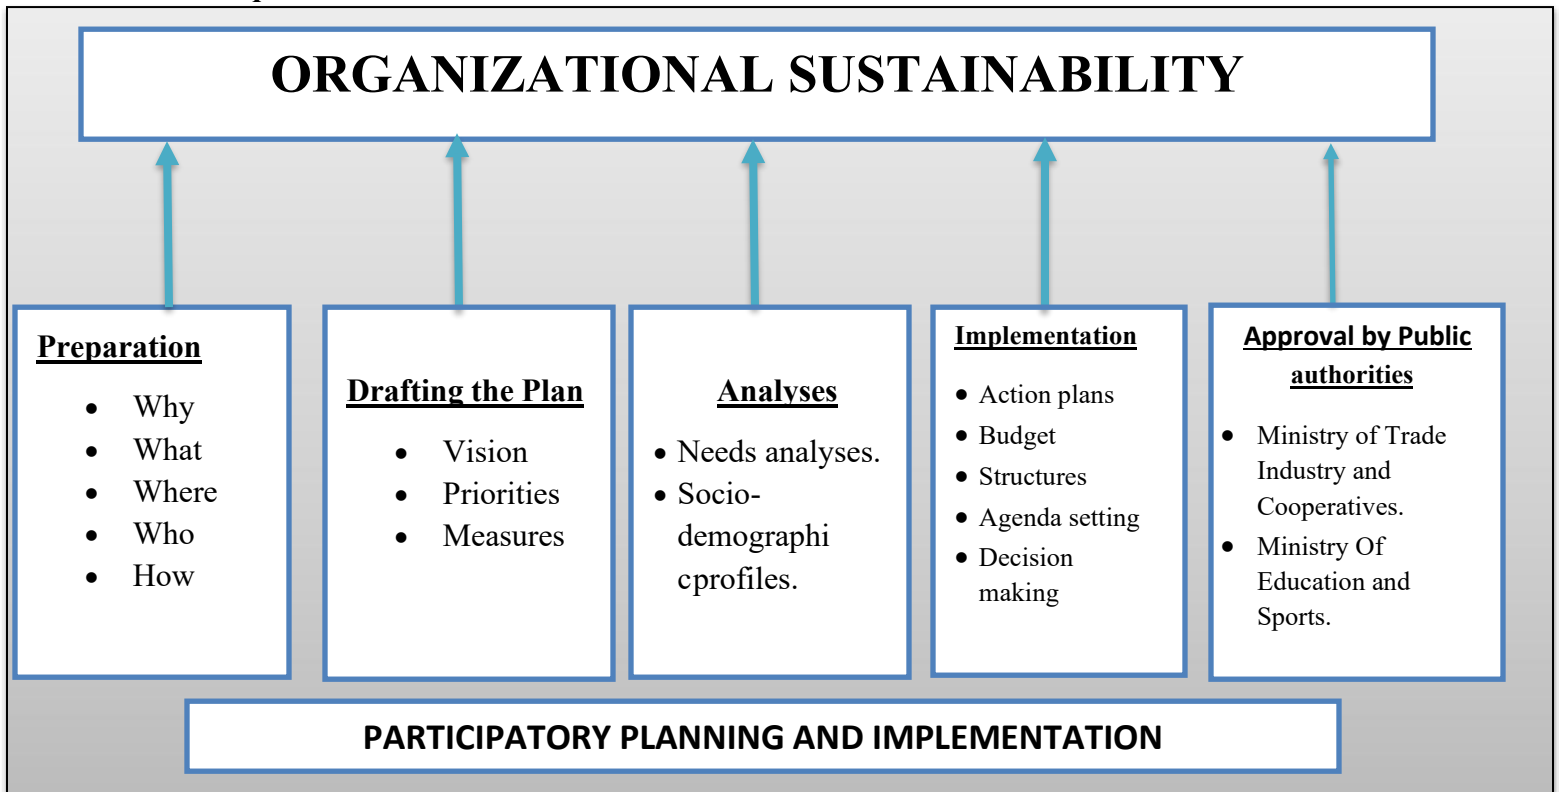 ORGANIZATIONAL SUSTAINABILITY
Preparation
• Why
• What
• Where
• Who
• How
Drafting the Plan
• Vision
• Priorities
• Measures
Analyses
• Needs analyses.
• Socio-
demographi
cprofiles.
Implementation
• Action plans
• Budget
• Structures
• Agenda setting
• Decision
making
Approval by Public
authorities
• Ministry of Trade
Industry and
Cooperatives.
• Ministry Of
Education and
Sports.
PARTICIPATORY PLANNING AND IMPLEMENTATION